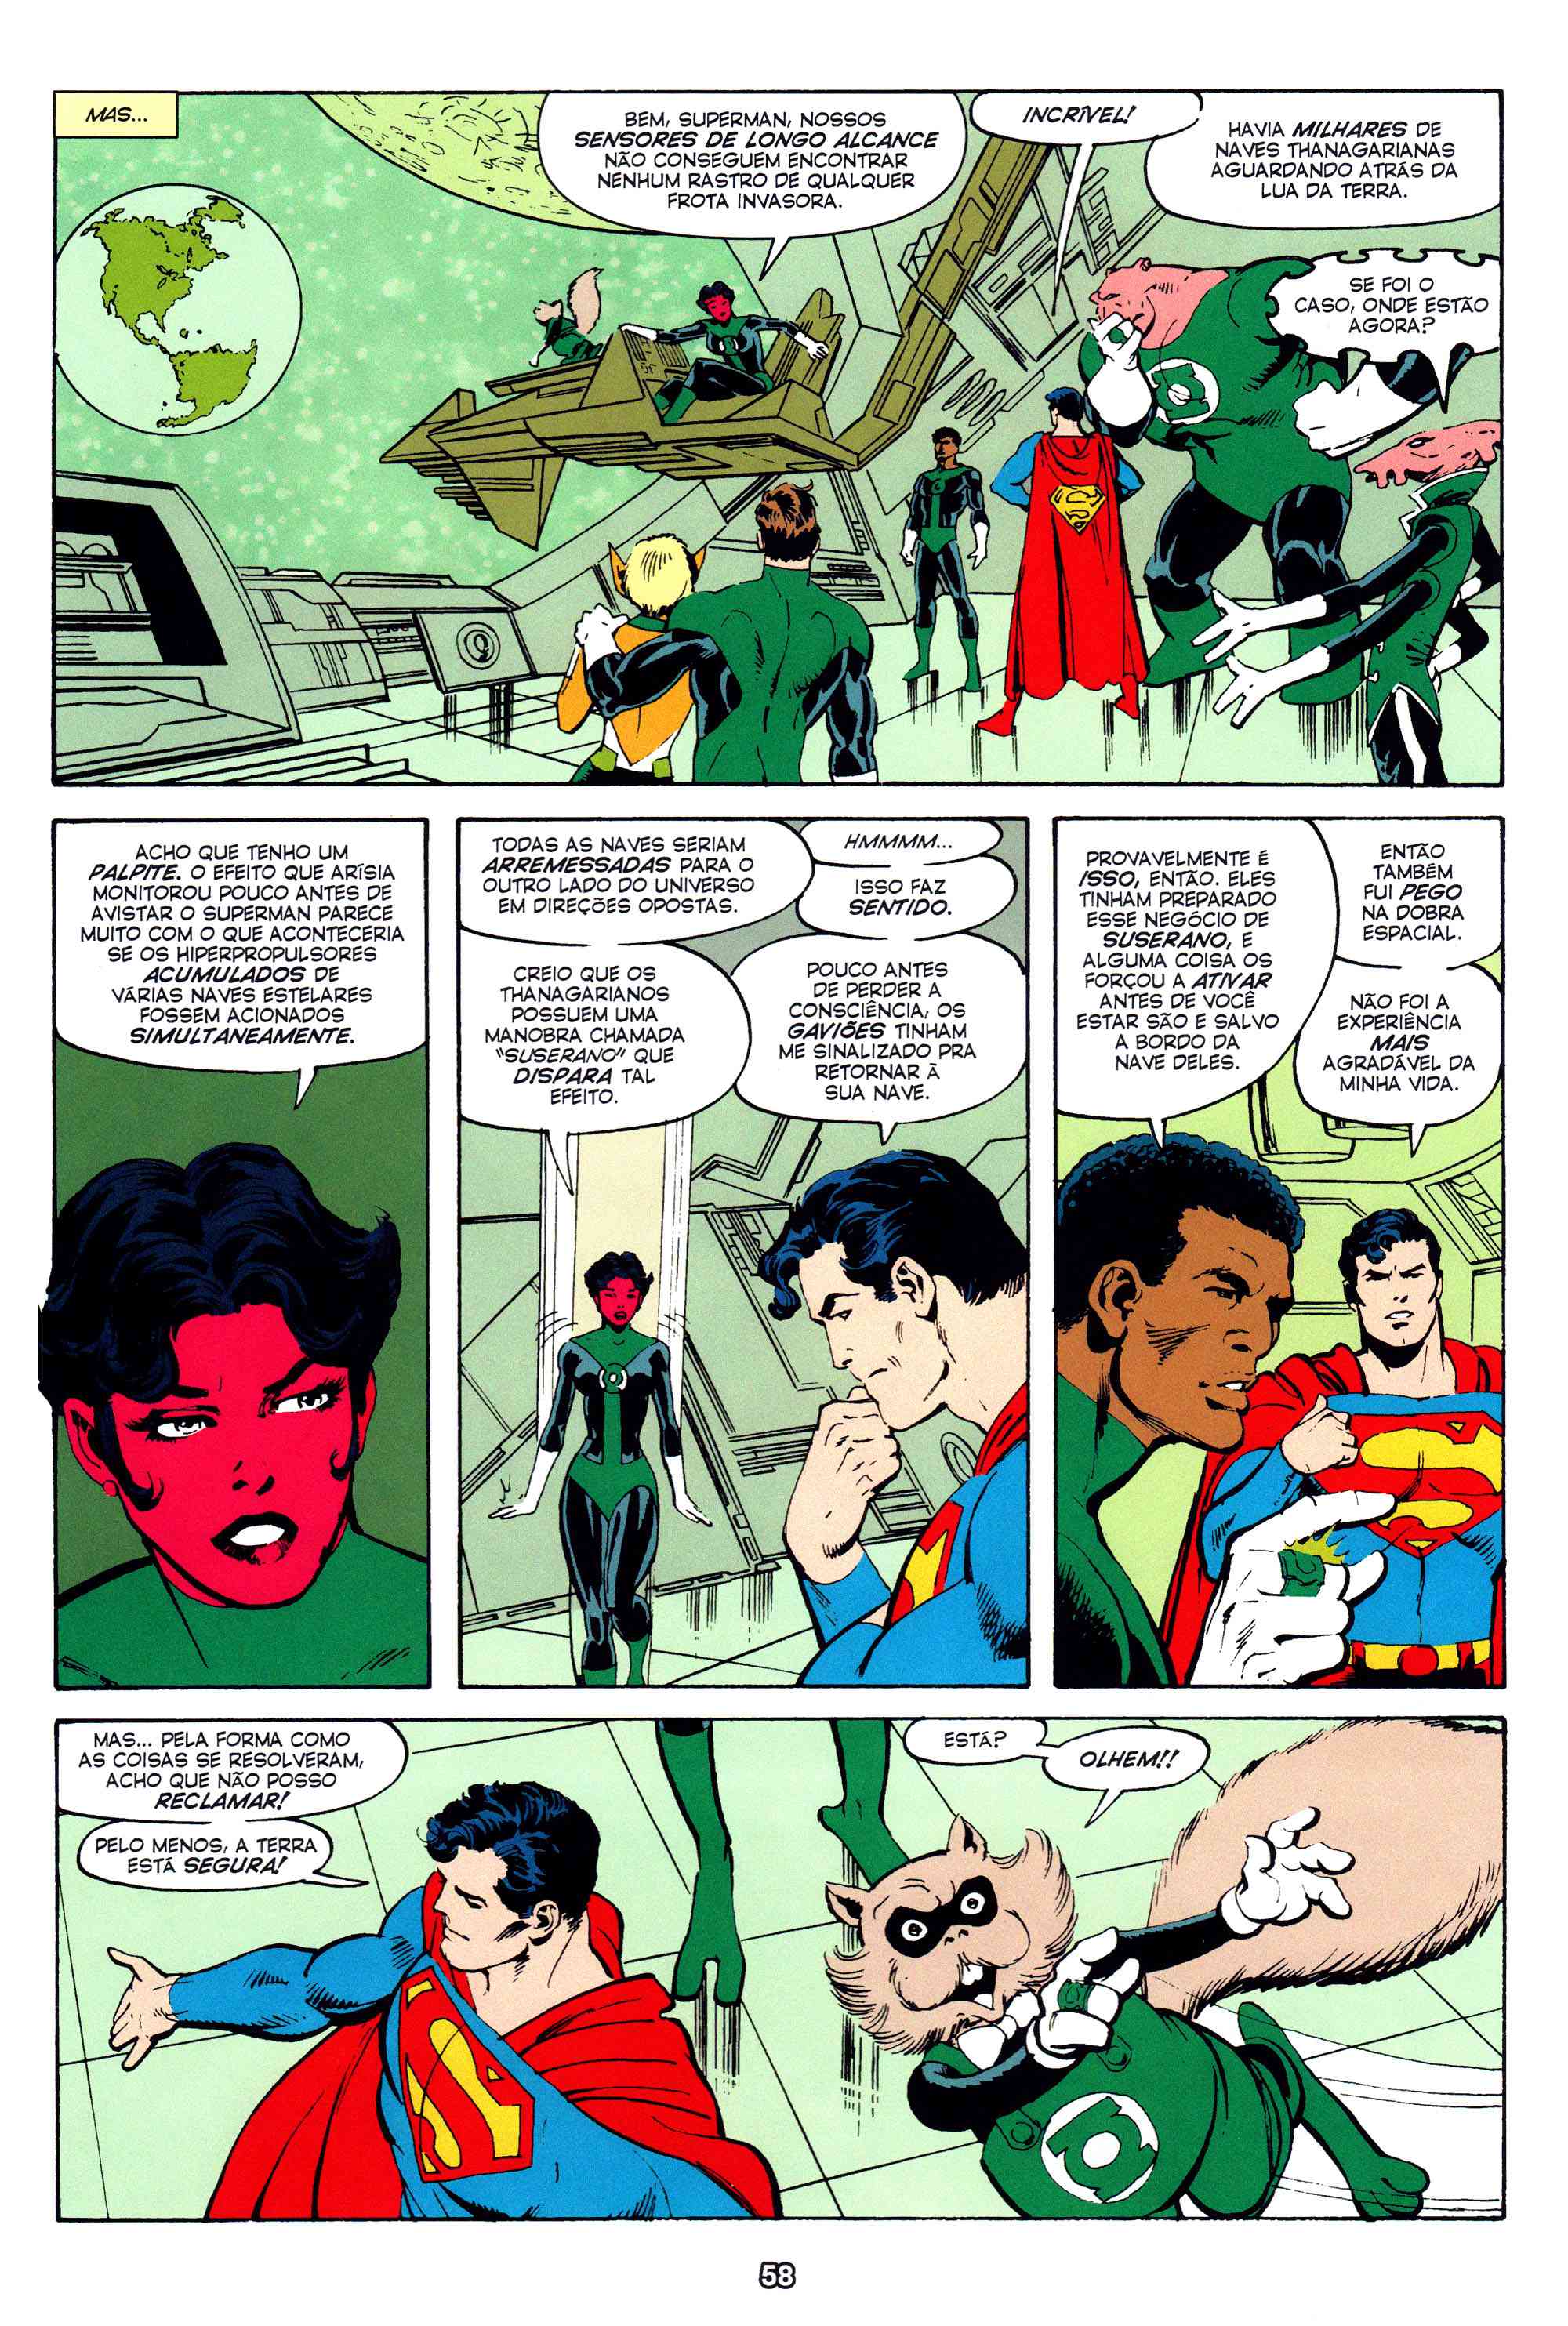 MAS...
BEM, SUPERMAN, NOSSOS
SENSORES DE LONGO ALCANCE
NÃO CONSEGUEM ENCONTRAR
NENHUM RASTRO DE QUALQUER
FROTA INVASORA.
INCRÍVEL!
HAVIA MILHARES DE
NAVES THANAGARIANAS
AGUARDANDO ATRÁS DA
LUA DA TERRA.
SE FOI O
CASO, ONDE ESTÃO
AGORA?
ACHO QUE TENHO UM
PALPITE. O EFEITO QUE ARÍSIA
MONITOROU POUCO ANTES DE
AVISTAR O SUPERMAN PARECE
MUITO COM O QUE ACONTECERIA
SE OS HIPERPROPULSORES
ACUMULADOS DE
VÁRIAS NAVES ESTELARES
FOSSEM ACIONADOS
SIMULTANEAMENTE.
TODAS AS NAVES SERIAM
ARREMESSADAS PARA O
OUTRO LADO DO UNIVERSO
EM DIREÇÕES OPOSTAS.
CREIO QUE OS
THANAGARIANOS
POSSUEM UMA
MANOBRA CHAMADA
"SUSERANO" QUE
DISPARA TAL
EFEITO.
HMMMM...
ISSO FAZ
SENTIDO.
POUCO ANTES
DE PERDER A
CONSCIÊNCIA, OS
GAVIÕES TINHAM
ME SINALIZADO PRA
RETORNAR À
SUA NAVE.
PROVAVELMENTE É
ISSO, ENTÃO. ELES
TINHAM PREPARADO
ESSE NEGÓCIO DE
SUSERANO, E
ALGUMA COISA OS
FORÇOU A ATIVAR
ANTES DE VOCÊ
ESTAR SÃO E SALVO
A BORDO DA
NAVE DELES.
ENTÃO
TAMBÉM
FUI PEGO
NA DOBRA
ESPACIAL.
NÃO FOI A
EXPERIÊNCIA
MAIS
AGRADÁVEL DA
MINHA VIDA.
MAS... PELA FORMA COMO
AS COISAS SE RESOLVERAM,
ACHO QUE NÃO POSSO
RECLAMAR!
PELO MENOS, A TERRA
ESTÁ SEGURA!
ESTÁ?
OLHEM!!
58